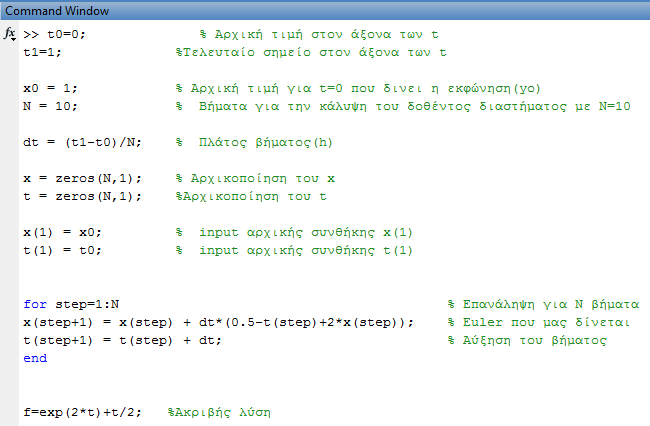 Command Window
fx >> t0=0; % Αρχική τιμή στον άξονα των t
t1=1; %Τελευταίο σημείο στον άξονα των t
x0 = 1; % Αρχική τιμή για t=0 που δινει η εκφώνηση(yo)
N = 10; % Βήματα για την κάλυψη του δοθέντος διαστήματος με N=10
dt = (t1-t0)/N; % Πλάτος βήματος(h)
x = zeros(N,1); % Αρχικοποίηση του x
t = zeros(N,1); %Αρχικοποίηση του t
x(1) = x0; % input αρχικής συνθήκης x(1)
t(1) = t0; % input αρχικής συνθήκης t(1)
for step=1:N % Επανάληψη για N βήματα
x(step+1) = x(step) + dt*(0.5-t(step)+2*x(step)); % Euler που μας δίνεται
t(step+1) = t(step) + dt; % Αύξηση του βήματος
end
f=exp(2*t)+t/2; %Ακριβής λύση